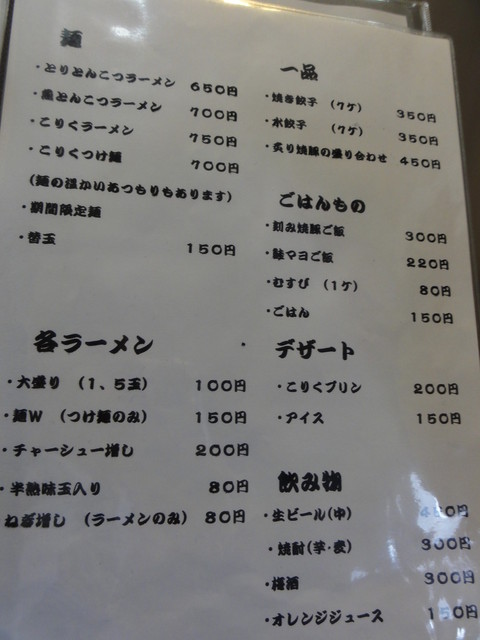 麺
・とりとんこつラーメン 650円
・魚とんこつラーメン 700円
・こりくラーメン 750円
・こりくつけ麺 700円
(麺の温かいあつもりもあります)
・期間限定麺
・替玉 150円
各ラーメン
・大盛り (1、5玉) 100円
・麺W (つけ麺のみ) 150円
・チャーシュー増し 200円
・半熟味玉入り 80円
ねぎ増し (ラーメンのみ) 80円
一品
・焼き餃子 (7ケ) 350円
・水餃子 (7ケ) 350円
・炙り焼豚の盛り合わせ 450円
ごはんもの
・刻み焼豚ご飯 300円
・味マヨご飯 220円
・むすび (1ケ) 80円
・ごはん 150円
デザート
・こりくプリン 200円
・アイス 150円
飲み物
・生ビール(中) 円
・焼酎(芋・麦) 300円
・梅酒 300円
・オレンジジュース 150円